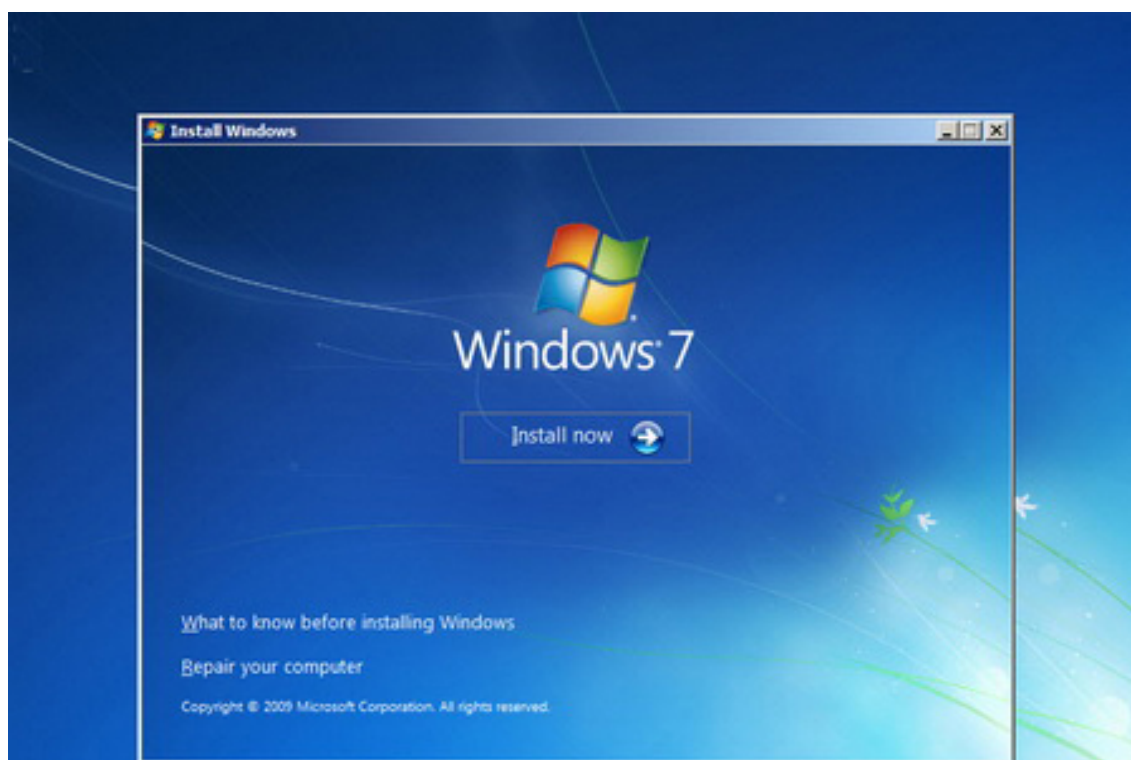 Install Windows
Windows® 7
Install now
What to know before installing Windows
Repair your computer
Copyright © 2009 Microsoft Corporation. All rights reserved.